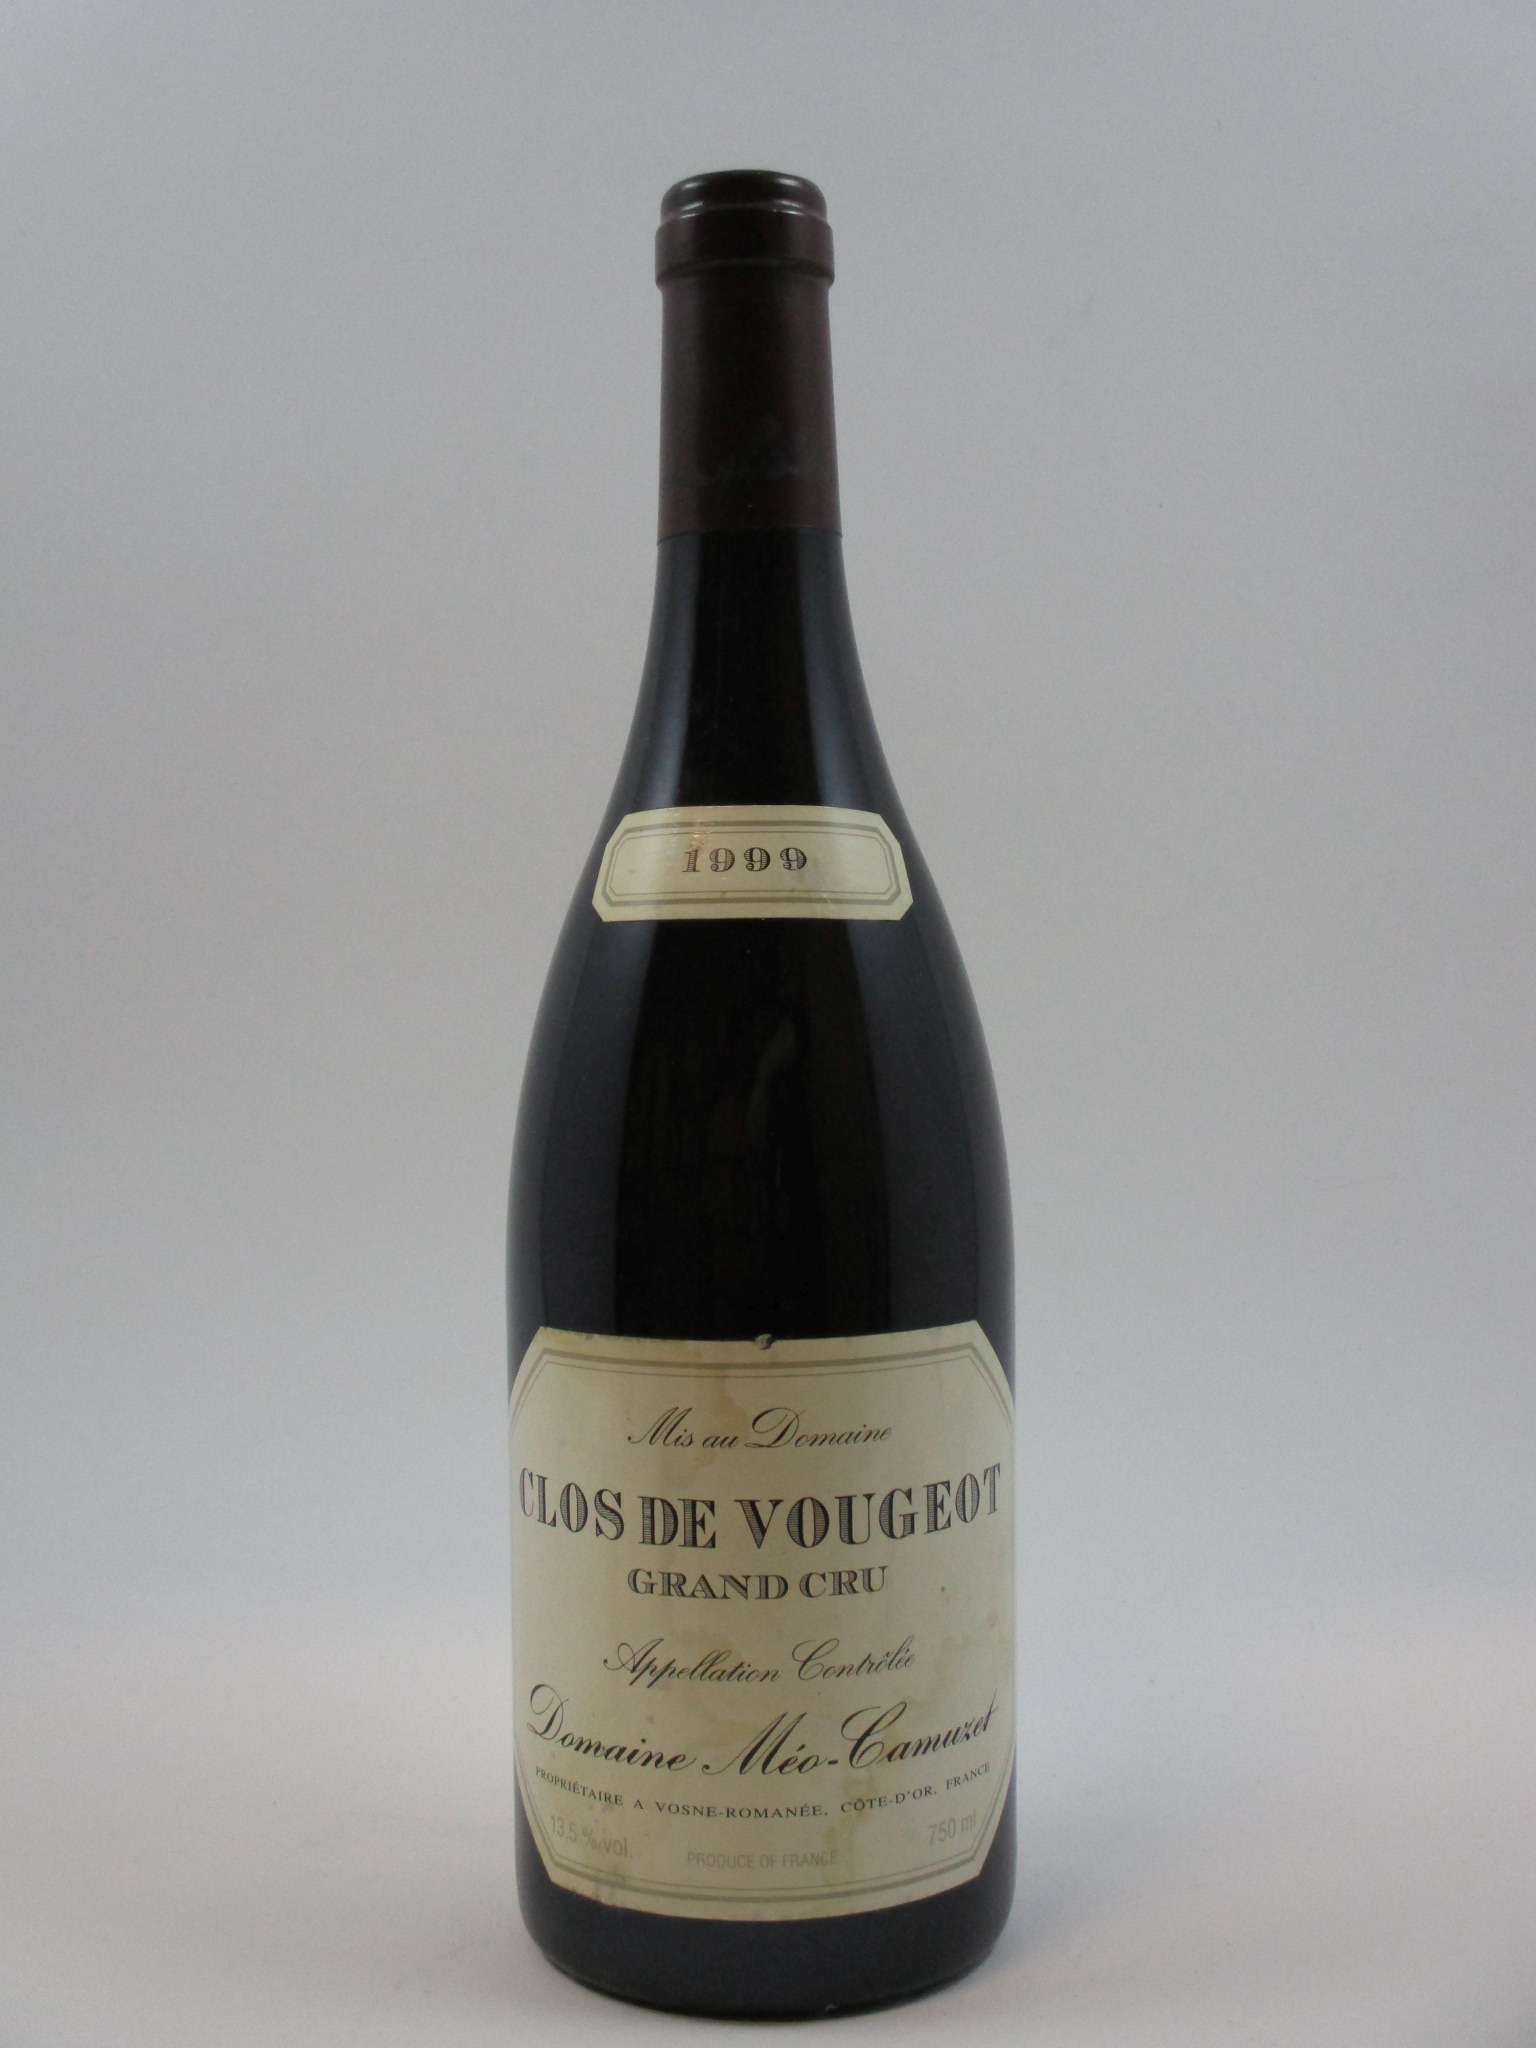 1999
Mis au Domaine
CLOS DE VOUGEOT
GRAND CRU
Appellation Contrôlée
Domaine Méo-Camuzet
PROPRIÉTAIRE A VOSNE-ROMANÉE, CÔTE-D'OR, FRANCE
13,5 % vol. 750 ml
PRODUCE OF FRANCE